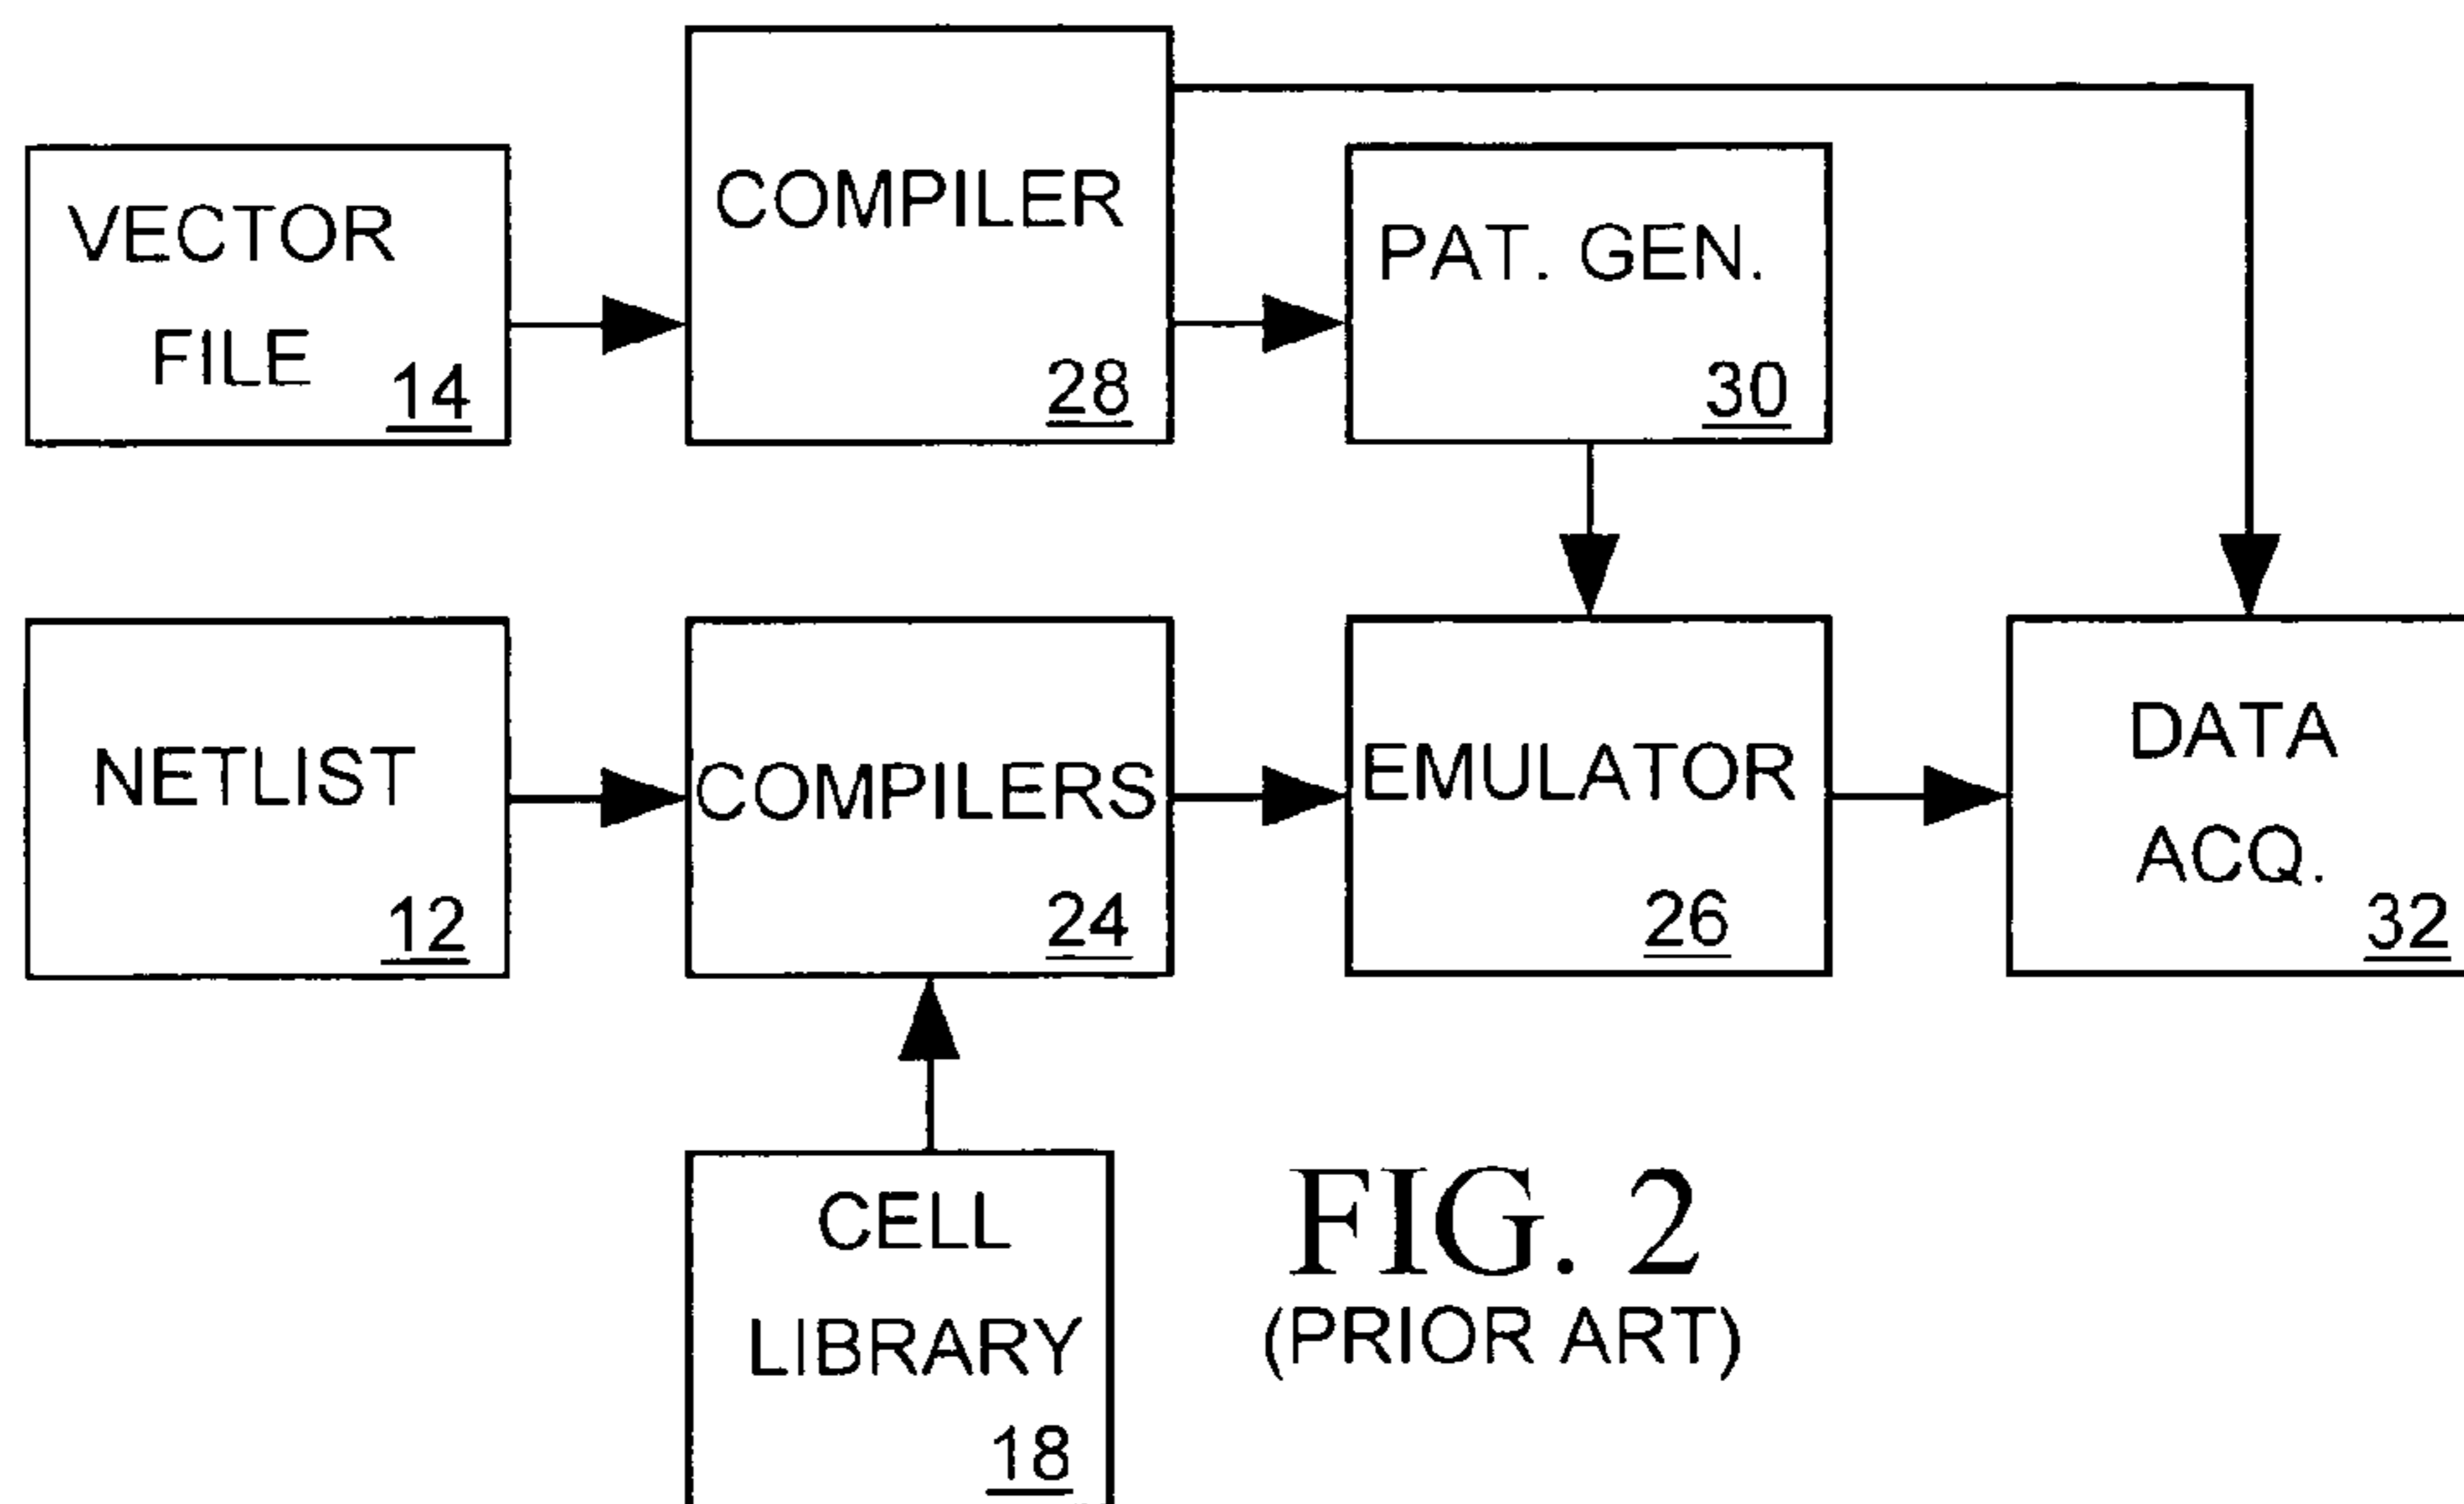 VECTOR
FILE
14
COMPILER
28
PAT. GEN.
30
NETLIST
12
COMPILERS
24
EMULATOR
26
DATA
ACQ.
32
CELL
LIBRARY
18
FIG. 2
(PRIOR ART)